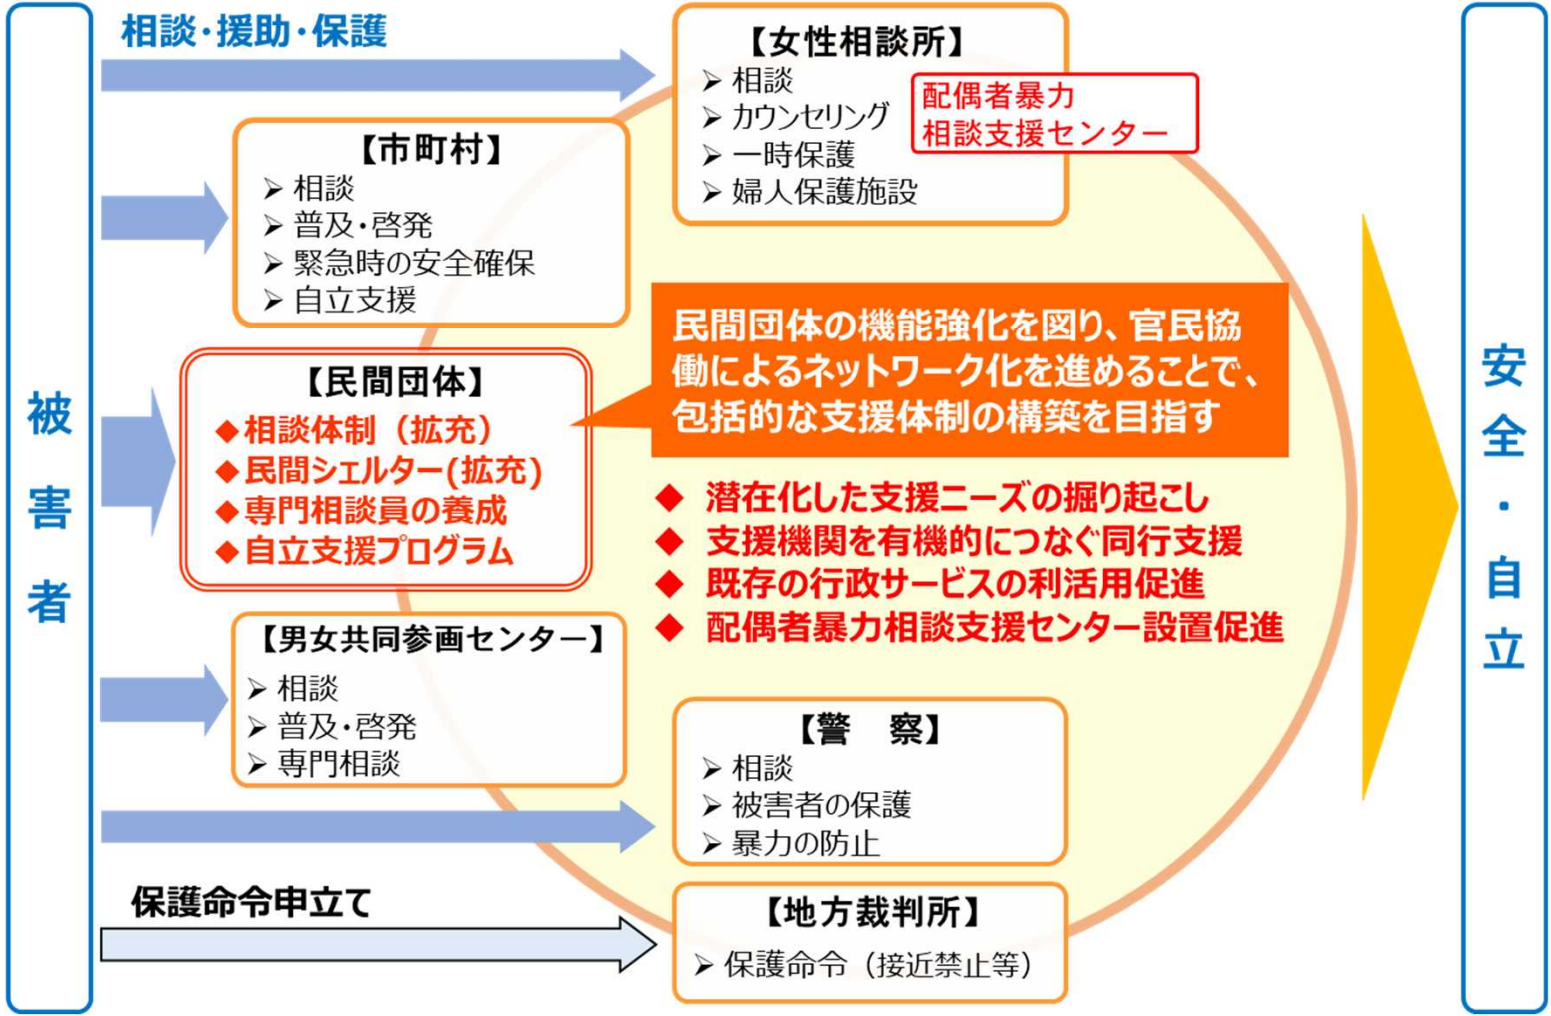 相談・援助・保護
【女性相談所】
➢ 相談
➢ カウンセリング
➢ 一時保護
➢ 婦人保護施設
配偶者暴力
相談支援センター
【市町村】
➢ 相談
➢ 普及・啓発
➢ 緊急時の安全確保
➢ 自立支援
被害者
【民間団体】
◆相談体制（拡充）
◆民間シェルター(拡充)
◆専門相談員の養成
◆自立支援プログラム
民間団体の機能強化を図り、官民協
働によるネットワーク化を進めることで、
包括的な支援体制の構築を目指す
◆ 潜在化した支援ニーズの掘り起こし
◆ 支援機関を有機的につなぐ同行支援
◆ 既存の行政サービスの利活用促進
◆ 配偶者暴力相談支援センター設置促進
安全・自立
【男女共同参画センター】
➢ 相談
➢ 普及・啓発
➢ 専門相談
【警　察】
➢ 相談
➢ 被害者の保護
➢ 暴力の防止
保護命令申立て
【地方裁判所】
➢ 保護命令（接近禁止等）